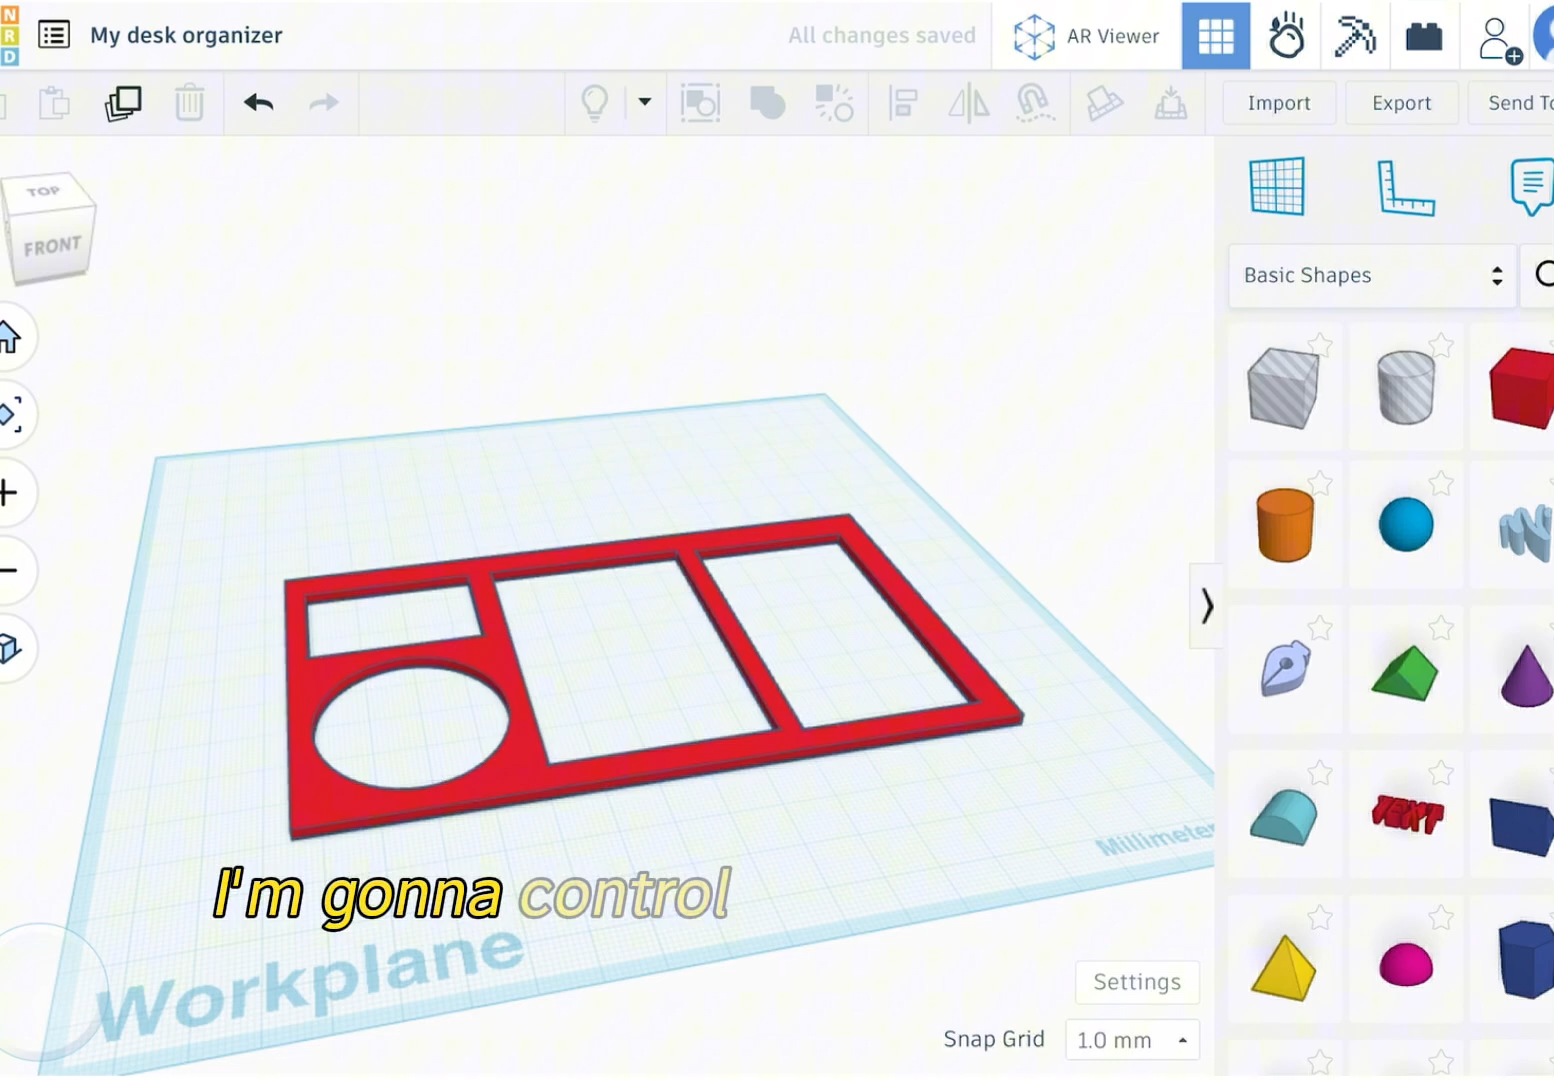 N
R
D
My desk organizer
All changes saved
AR Viewer
Import
Export
Send To
TOP
FRONT
Basic Shapes
TEXT
Millimeter
I'm gonna control
Workplane
Settings
Snap Grid
1.0 mm